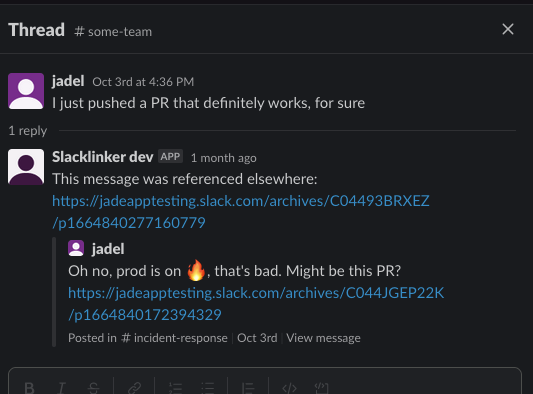 Thread # some-team
jadel Oct 3rd at 4:36 PM
I just pushed a PR that definitely works, for sure
1 reply
Slacklinker dev APP 1 month ago
This message was referenced elsewhere:
https://jadeapptesting.slack.com/archives/C04493BRXEZ
/p1664840277160779
jadel
Oh no, prod is on 🔥, that's bad. Might be this PR?
https://jadeapptesting.slack.com/archives/C044JGEP22K
/p1664840172394329
Posted in # incident-response | Oct 3rd | View message
B I S